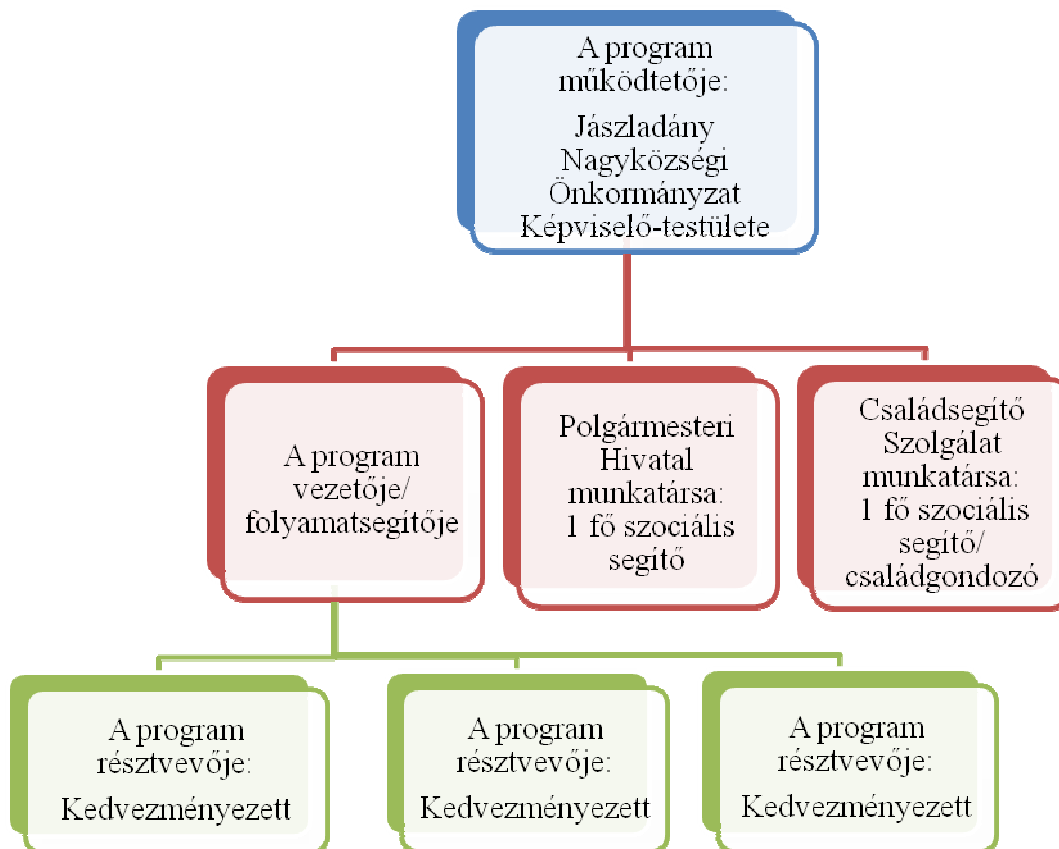 A program
működtetője:
Jászladány
Nagyközségi
Önkormányzat
Képviselő-testülete
A program
vezetője/
folyamatsegítője
Polgármesteri
Hivatal
munkatársa:
1 fő szociális
segítő
Családsegítő
Szolgálat
munkatársa:
1 fő szociális
segítő/
családgondozó
A program
résztvevője:
Kedvezményezett
A program
résztvevője:
Kedvezményezett
A program
résztvevője:
Kedvezményezett